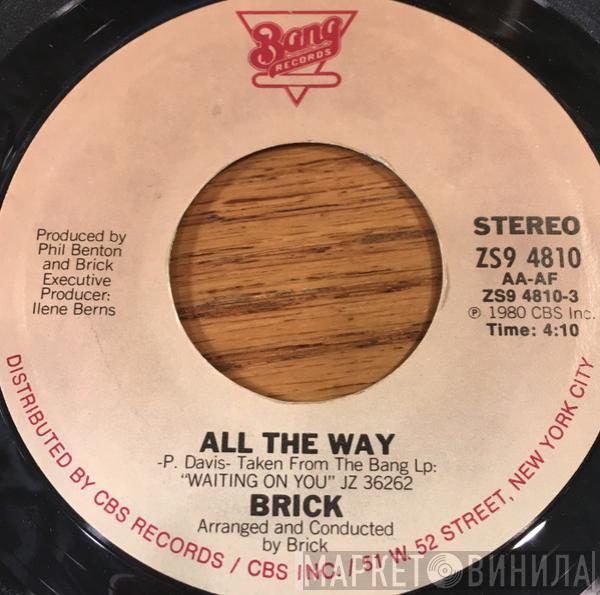 Bang
RECORDS
Produced by
Phil Benton
and Brick
Executive
Producer:
Ilene Berns
STEREO
ZS9 4810
AA-AF
ZS9 4810-3
Ⓟ 1980 CBS Inc.
Time: 4:10
ALL THE WAY
-P. Davis- Taken From The Bang Lp:
"WAITING ON YOU" JZ 36262
BRICK
Arranged and Conducted
by Brick
DISTRIBUTED BY CBS RECORDS / CBS INC. / 51 W. 52 STREET, NEW YORK CITY
МАРКЕТ ВИНИЛА